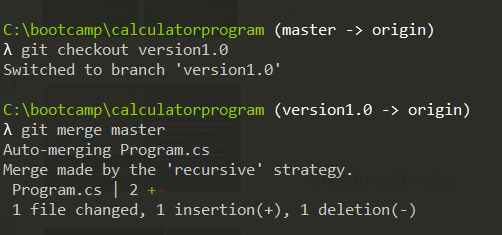 C:\bootcamp\calculatorprogram (master -> origin)
λ git checkout version1.0
Switched to branch 'version1.0'
C:\bootcamp\calculatorprogram (version1.0 -> origin)
λ git merge master
Auto-merging Program.cs
Merge made by the 'recursive' strategy.
 Program.cs | 2 +-
 1 file changed, 1 insertion(+), 1 deletion(-)